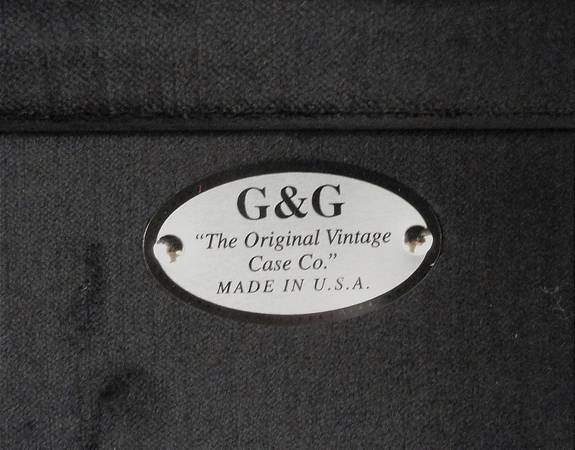 G&G
“The Original Vintage
Case Co.”
MADE IN U.S.A.